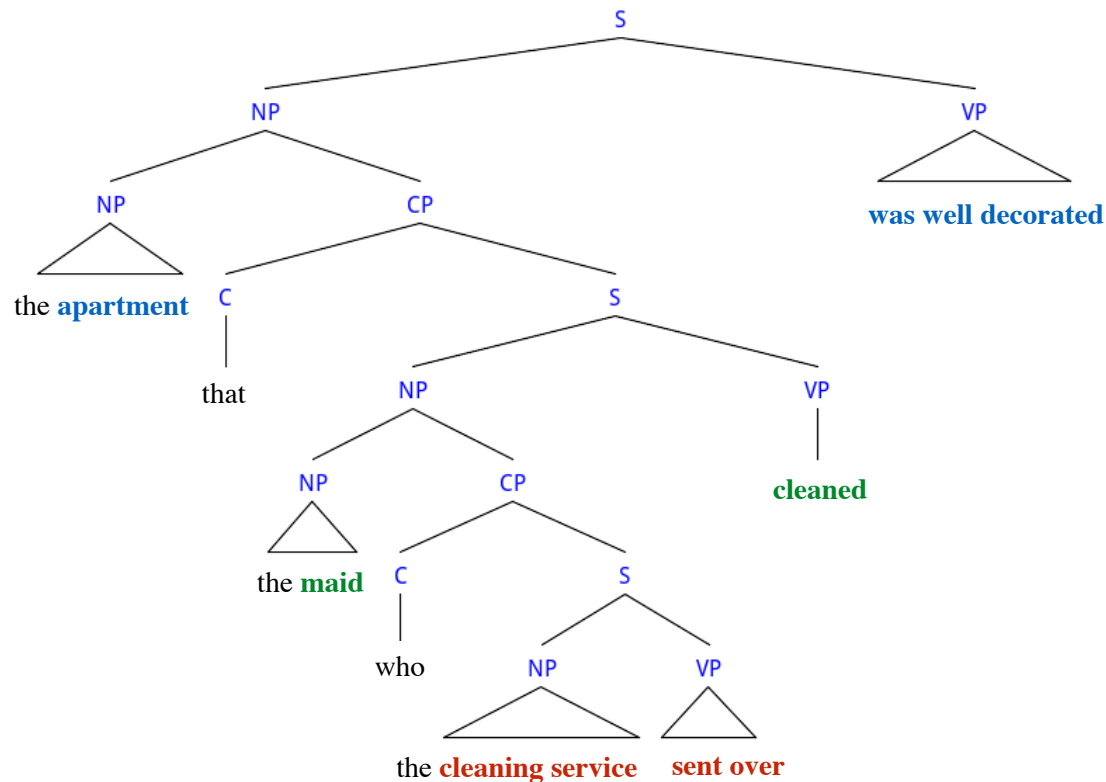 S
NP VP
NP CP was well decorated
the apartment C S
that NP VP
NP CP cleaned
the maid C S
who NP VP
the cleaning service sent over